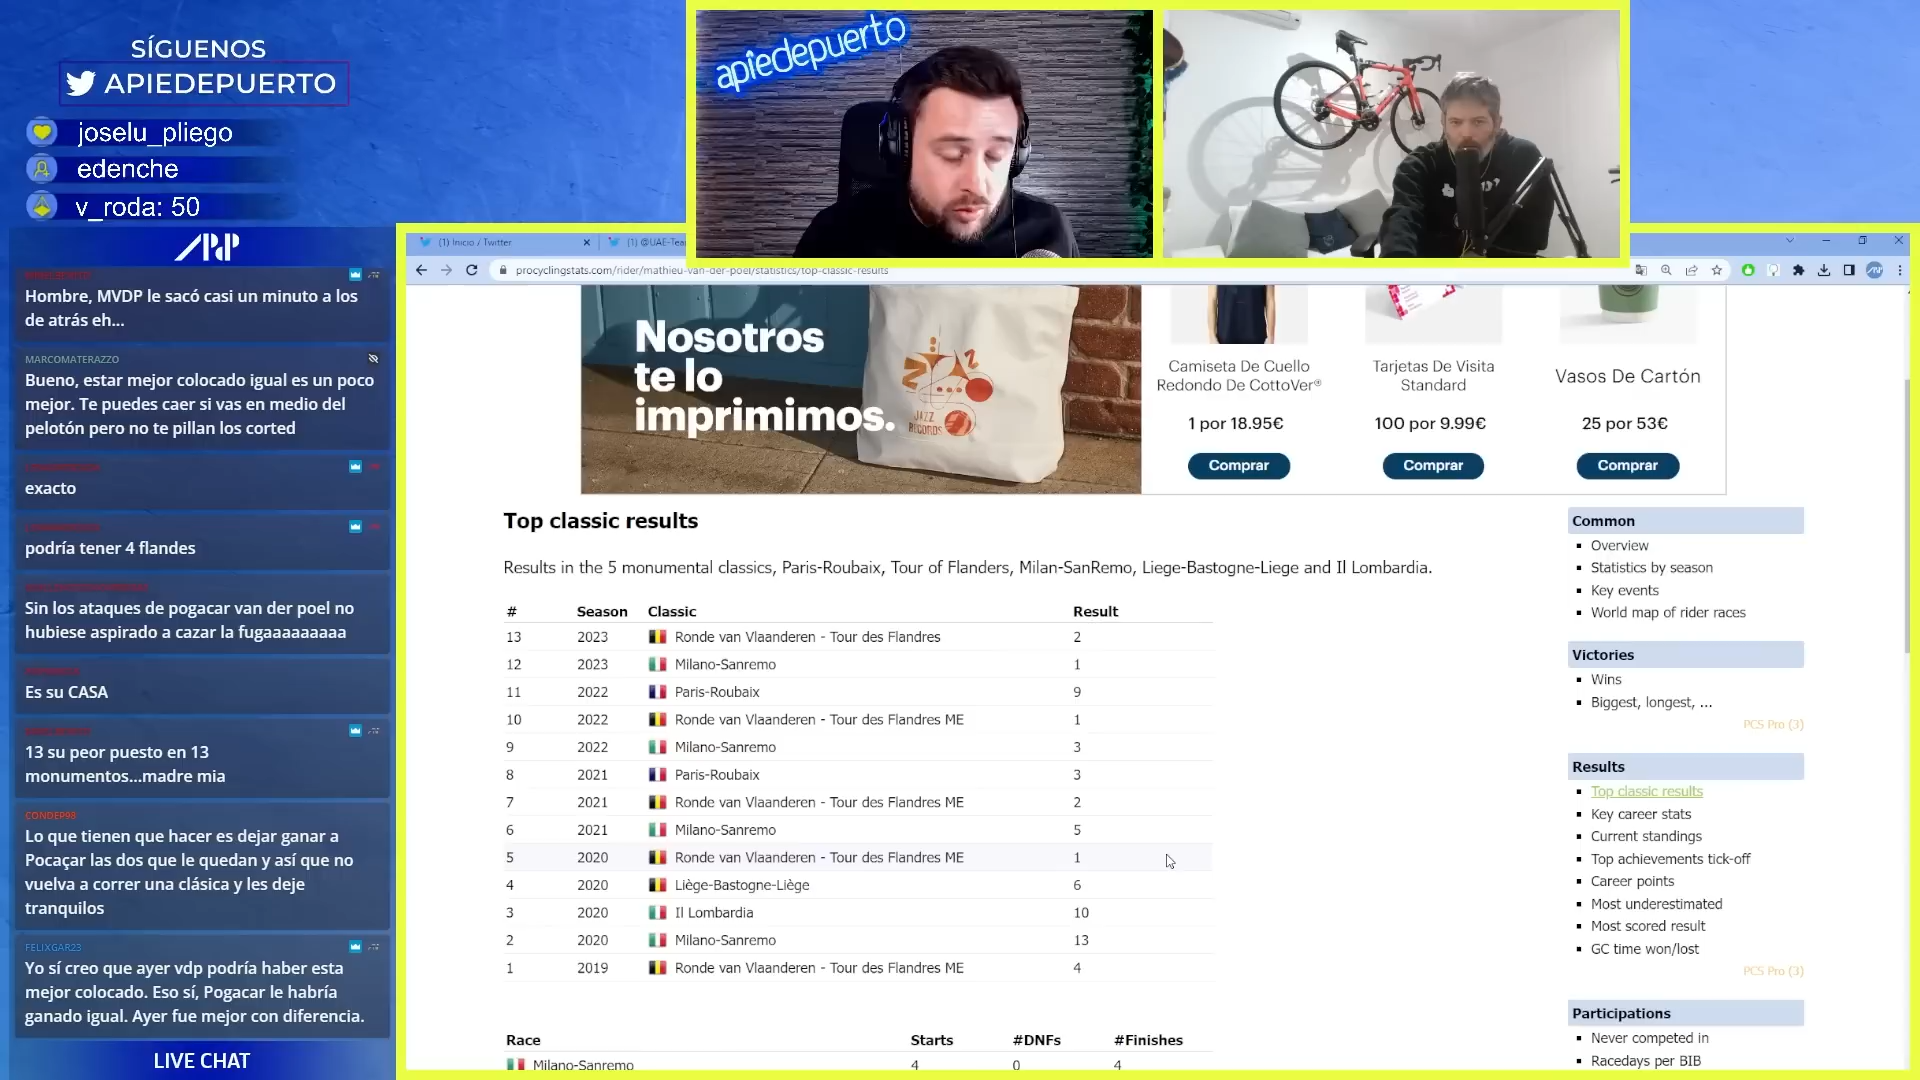 SÍGUENOS
APIEDEPUERTO
joselu_pliego
edenche
v_roda: 50
Hombre, MVDP le sacó casi un minuto a los
de atrás eh...
MARCOMATERAZZO
Bueno, estar mejor colocado igual es un poco
mejor. Te puedes caer si vas en medio del
pelotón pero no te pillan los corted
exacto
podría tener 4 flandes
Sin los ataques de pogacar van der poel no
hubiese aspirado a cazar la fugaaaaaaaaa
Es su CASA
13 su peor puesto en 13
monumentos...madre mia
CONDEP98
Lo que tienen que hacer es dejar ganar a
Pocaçar las dos que le quedan y así que no
vuelva a correr una clásica y les deje
tranquilos
FELIXGAR23
Yo sí creo que ayer vdp podría haber esta
mejor colocado. Eso sí, Pogacar le habría
ganado igual. Ayer fue mejor con diferencia.
LIVE CHAT
apiedepuerto
(1) Inicio / Twitter
(1) @UAE-Tea
procyclingstats.com/rider/mathieu-van-der-poel/statistics/top-classic-results
Nosotros
te lo
imprimimos.
JAZZ
RECORDS
Camiseta De Cuello
Redondo De CottoVer®
1 por 18.95€
Comprar
Tarjetas De Visita
Standard
100 por 9.99€
Comprar
Vasos De Cartón
25 por 53€
Comprar
Top classic results
Results in the 5 monumental classics, Paris-Roubaix, Tour of Flanders, Milan-SanRemo, Liege-Bastogne-Liege and Il Lombardia.
# Season Classic Result
13 2023 Ronde van Vlaanderen - Tour des Flandres 2
12 2023 Milano-Sanremo 1
11 2022 Paris-Roubaix 9
10 2022 Ronde van Vlaanderen - Tour des Flandres ME 1
9 2022 Milano-Sanremo 3
8 2021 Paris-Roubaix 3
7 2021 Ronde van Vlaanderen - Tour des Flandres ME 2
6 2021 Milano-Sanremo 5
5 2020 Ronde van Vlaanderen - Tour des Flandres ME 1
4 2020 Liège-Bastogne-Liège 6
3 2020 Il Lombardia 10
2 2020 Milano-Sanremo 13
1 2019 Ronde van Vlaanderen - Tour des Flandres ME 4
Race Starts #DNFs #Finishes
Milano-Sanremo 4 0 4
Common
Overview
Statistics by season
Key events
World map of rider races
Victories
Wins
Biggest, longest, ...
PCS Pro (3)
Results
Top classic results
Key career stats
Current standings
Top achievements tick-off
Career points
Most underestimated
Most scored result
GC time won/lost
PCS Pro (3)
Participations
Never competed in
Racedays per BIB